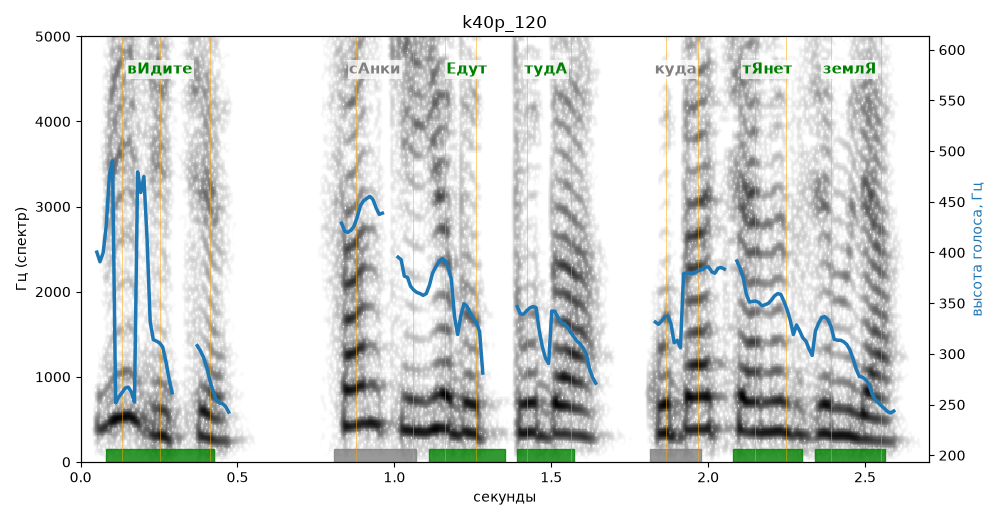 k40p_120
вИдите сАнки Едут тудА куда тЯнет землЯ
5000
4000
3000
2000
1000
0
Гц (спектр)
600
550
500
450
400
350
300
250
200
высота голоса, Гц
0.0 0.5 1.0 1.5 2.0 2.5
секунды